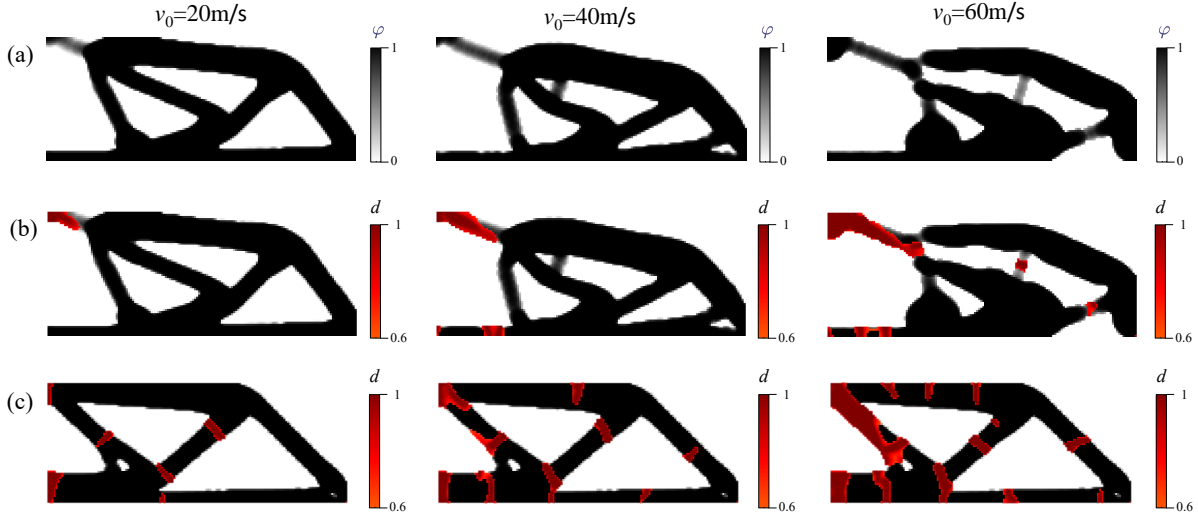 v₀=20m/s v₀=40m/s v₀=60m/s
(a) φ 1 0 φ 1 0 φ 1 0
(b) d 1 0.6 d 1 0.6 d 1 0.6
(c) d 1 0.6 d 1 0.6 d 1 0.6